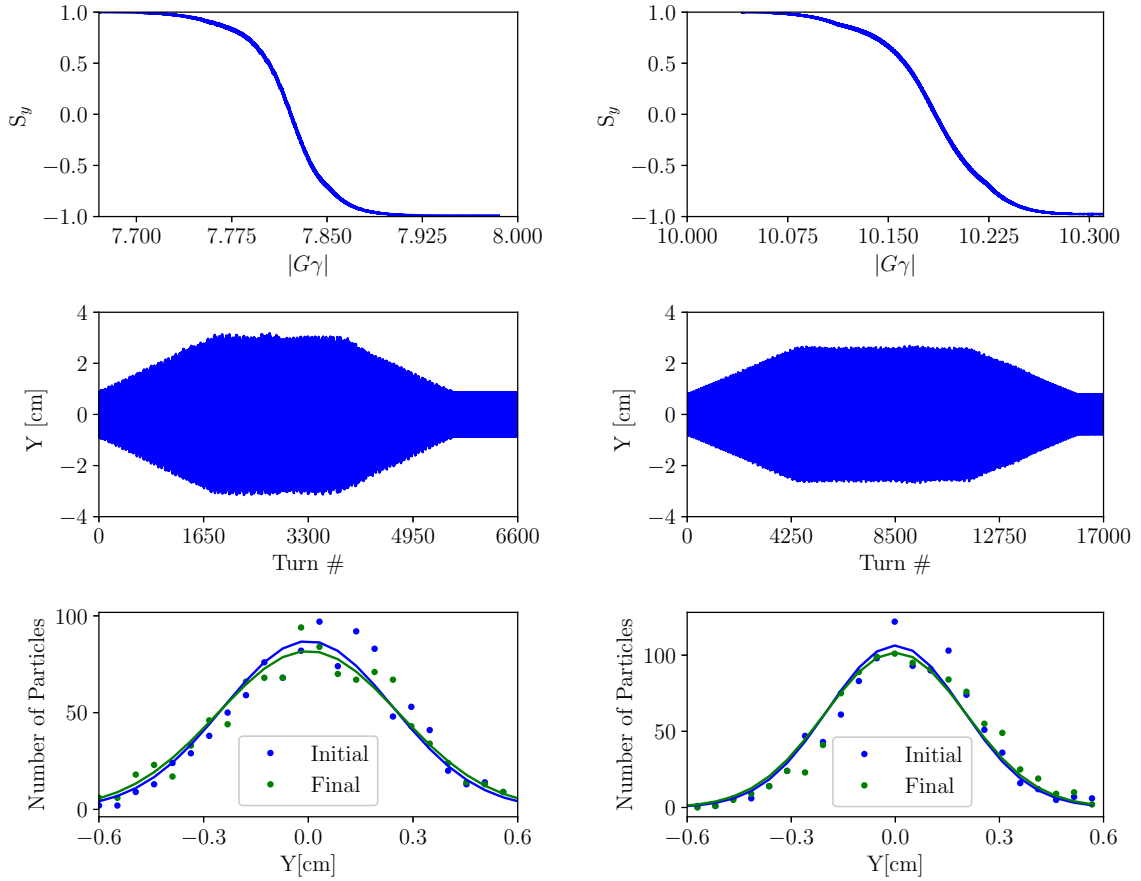 1.0
0.5
0.0
−0.5
−1.0
S_y
7.700 7.775 7.850 7.925 8.000
|Gγ|
1.0
0.5
0.0
−0.5
−1.0
S_y
10.000 10.075 10.150 10.225 10.300
|Gγ|
4
2
0
−2
−4
Y [cm]
0 1650 3300 4950 6600
Turn #
4
2
0
−2
−4
Y [cm]
0 4250 8500 12750 17000
Turn #
100
50
0
Number of Particles
Initial
Final
−0.6 −0.3 0.0 0.3 0.6
Y[cm]
100
50
0
Number of Particles
Initial
Final
−0.6 −0.3 0.0 0.3 0.6
Y[cm]